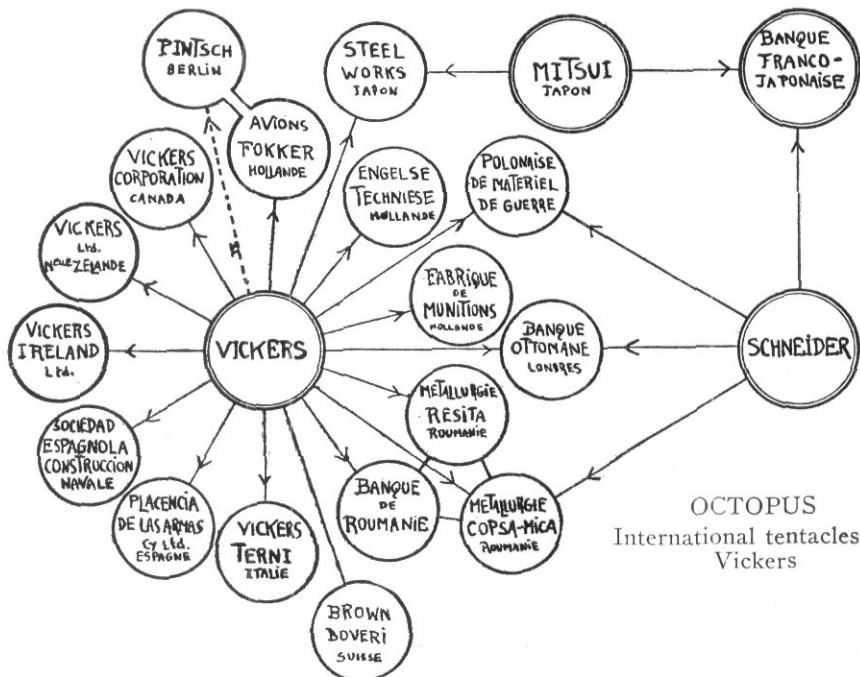 PINTSCH
BERLIN
STEEL
WORKS
JAPON
MITSUI
JAPON
BANQUE
FRANCO-
JAPONAISE
AVIONS
FOKKER
HOLLANDE
VICKERS
CORPORATION
CANADA
ENGELSE
TECHNIESE
HOLLANDE
POLONAISE
DE MATERIEL
DE GUERRE
VICKERS
Ltd.
Nelle ZELANDE
FABRIQUE
DE
MUNITIONS
HOLLANDE
VICKERS
IRELAND
Ltd.
VICKERS
BANQUE
OTTOMANE
LONDRES
SCHNEIDER
METALLURGIE
RESITA
ROUMANIE
SOCIEDAD
ESPAGNOLA
CONSTRUCCION
NAVALE
PLACENCIA
DE LAS ARMAS
Cy Ltd.
ESPAGNE
VICKERS
TERNI
ITALIE
BANQUE
DE
ROUMANIE
METALLURGIE
COPSA-MICA
ROUMANIE
BROWN
BOVERI
SUISSE
OCTOPUS
International tentacles
Vickers